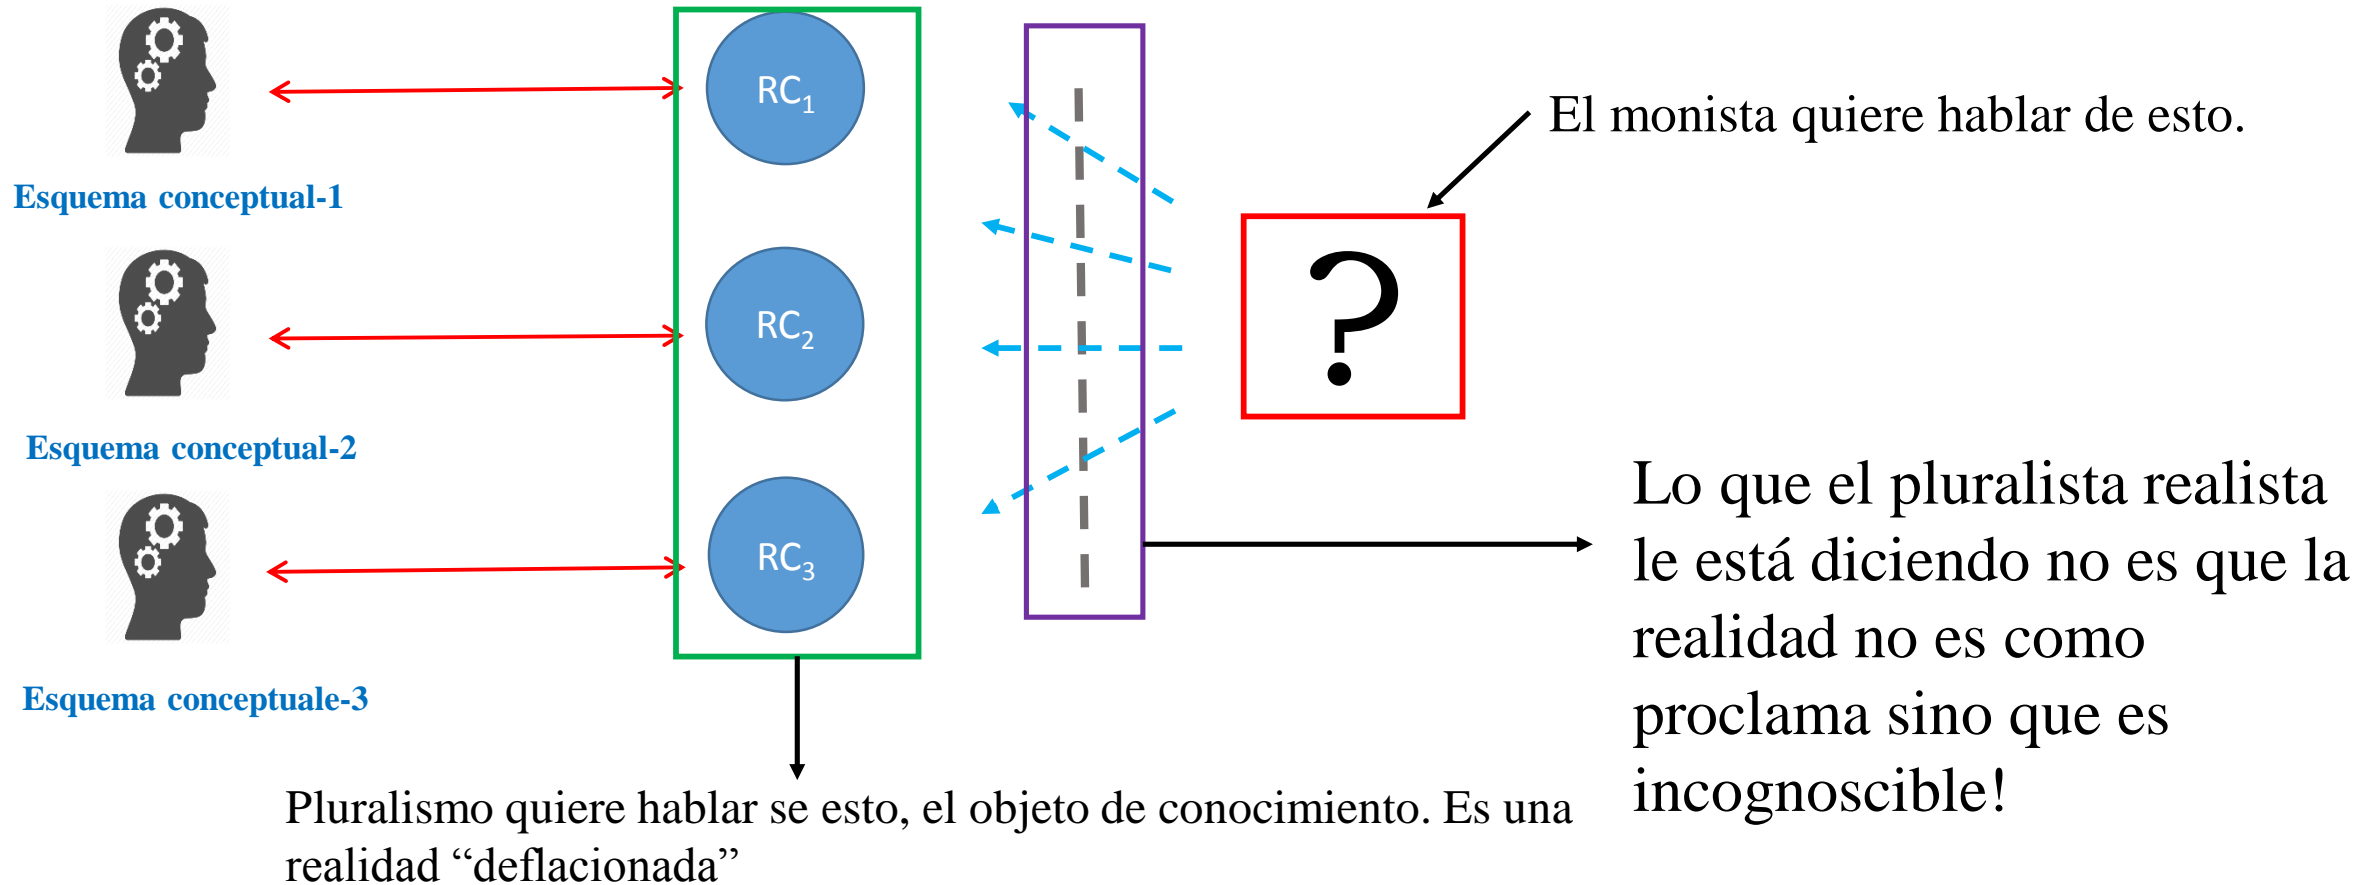 RC₁
El monista quiere hablar de esto.
Esquema conceptual-1
?
RC₂
Esquema conceptual-2
Lo que el pluralista realista
le está diciendo no es que la
realidad no es como
proclama sino que es
incognoscible!
RC₃
Esquema conceptuale-3
Pluralismo quiere hablar se esto, el objeto de conocimiento. Es una
realidad “deflacionada”